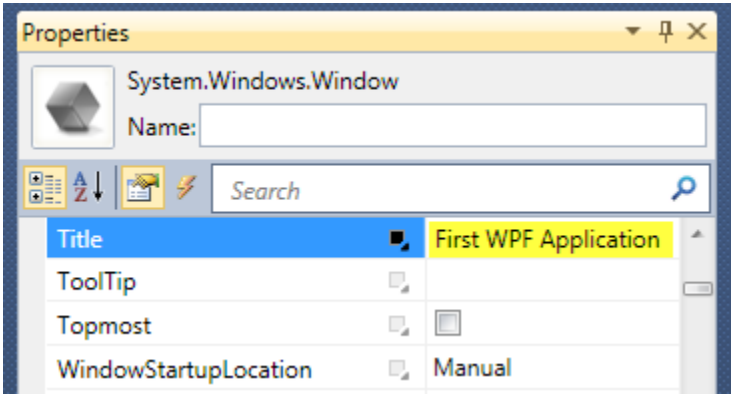 Properties
System.Windows.Window
Name:
A
Z
Search
Title First WPF Application
ToolTip
Topmost
WindowStartupLocation Manual